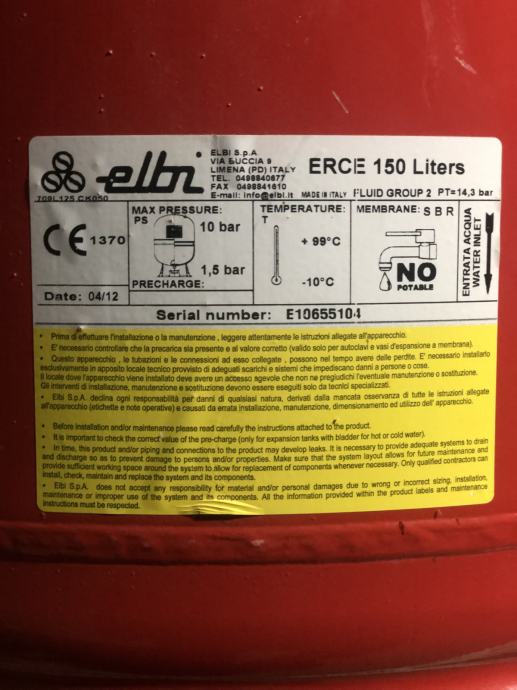 elbi
ELBI S.p.A
VIA BUCCIA 9
LIMENA (PD) ITALY
TEL. 0498840677
FAX 0498841610
E-mail: info@elbi.it
MADE IN ITALY
ERCE 150 Liters
FLUID GROUP 2 PT=14,3 bar
CK050
CE 1370
Date: 04/12
MAX PRESSURE:
PS
10 bar
1,5 bar
PRECHARGE:
TEMPERATURE:
T
+ 99°C
-10°C
MEMBRANE: S B R
NO
POTABLE
ENTRATA ACQUA
WATER INLET
Serial number: E10655104
• Prima di effettuare l'installazione o la manutenzione , leggere attentamente le istruzioni allegate all'apparecchio.
• E' necessario controllare che la precarica sia presente e al valore corretto (valido solo per autoclavi e vasi d'espansione a membrana).
• Questo apparecchio , le tubazioni e le connessioni ad esso collegate , possono nel tempo avere delle perdite. E' necessario installarlo
esclusivamente in apposito locale tecnico provvisto di adeguati scarichi e sistemi che impediscano danni a persone o cose.
Il locale dove l'apparecchio viene installato deve avere un accesso agevole che non ne pregiudichi l'eventuale manutenzione o sostituzione.
Gli interventi di installazione, manutenzione e sostituzione devono essere eseguiti solo da tecnici specializzati.
• Elbi S.p.A. declina ogni responsabilità per danni di qualsiasi natura, derivati dalla mancata osservanza di tutte le istruzioni allegate
all'apparecchio (etichette e note operative) e causati da errata installazione, manutenzione, dimensionamento ed utilizzo dell' apparecchio.
• Before installation and/or maintenance please read carefully the instructions attached to the product.
• It is important to check the correct value of the pre-charge (only for expansion tanks with bladder for hot or cold water).
• In time, this product and/or piping and connections to the product may develop leaks. It is necessary to provide adequate systems to drain
and discharge so as to prevent damage to properties. Make sure that the system layout allows for future maintenance and
provide sufficient working space around the system to allow for replacement of components whenever necessary. Only qualified contractors can
install, check, maintain and replace the system and its components.
• Elbi S.p.A. does not accept any responsibility for material and/or personal damages due to wrong or incorrect sizing, installation,
maintenance or improper use of the system and its components. All the information provided within the product labels and maintenance
instructions must be respected.